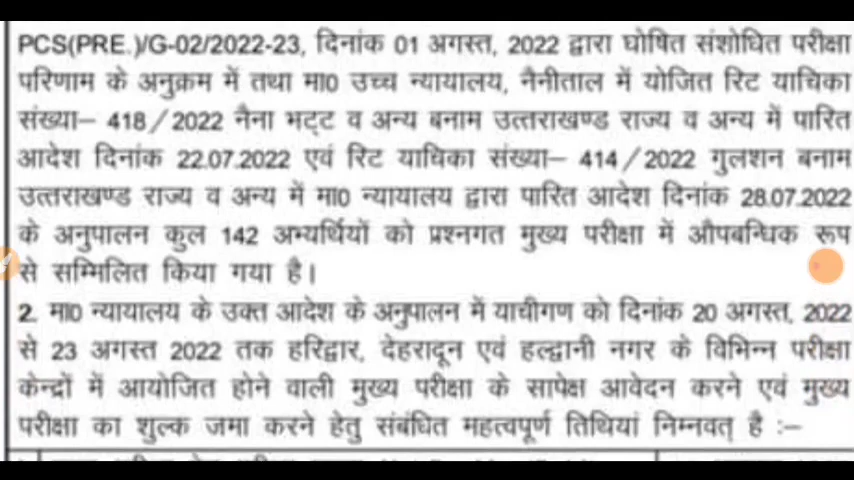 PCS(PRE.)/G-02/2022-23, दिनांक 01 अगस्त, 2022 द्वारा घोषित संशोधित परीक्षा
परिणाम के अनुक्रम में तथा मा0 उच्च न्यायालय, नैनीताल में योजित रिट याचिका
संख्या– 418/2022 नैना भट्ट व अन्य बनाम उत्तराखण्ड राज्य व अन्य में पारित
आदेश दिनांक 22.07.2022 एवं रिट याचिका संख्या– 414/2022 गुलशन बनाम
उत्तराखण्ड राज्य व अन्य में मा0 न्यायालय द्वारा पारित आदेश दिनांक 28.07.2022
के अनुपालन कुल 142 अभ्यर्थियों को प्रश्नगत मुख्य परीक्षा में औपबन्धिक रूप
से सम्मिलित किया गया है।
2. मा0 न्यायालय के उक्त आदेश के अनुपालन में याचीगण को दिनांक 20 अगस्त, 2022
से 23 अगस्त 2022 तक हरिद्वार, देहरादून एवं हल्द्वानी नगर के विभिन्न परीक्षा
केन्द्रों में आयोजित होने वाली मुख्य परीक्षा के सापेक्ष आवेदन करने एवं मुख्य
परीक्षा का शुल्क जमा करने हेतु संबंधित महत्वपूर्ण तिथियां निम्नवत् है :–